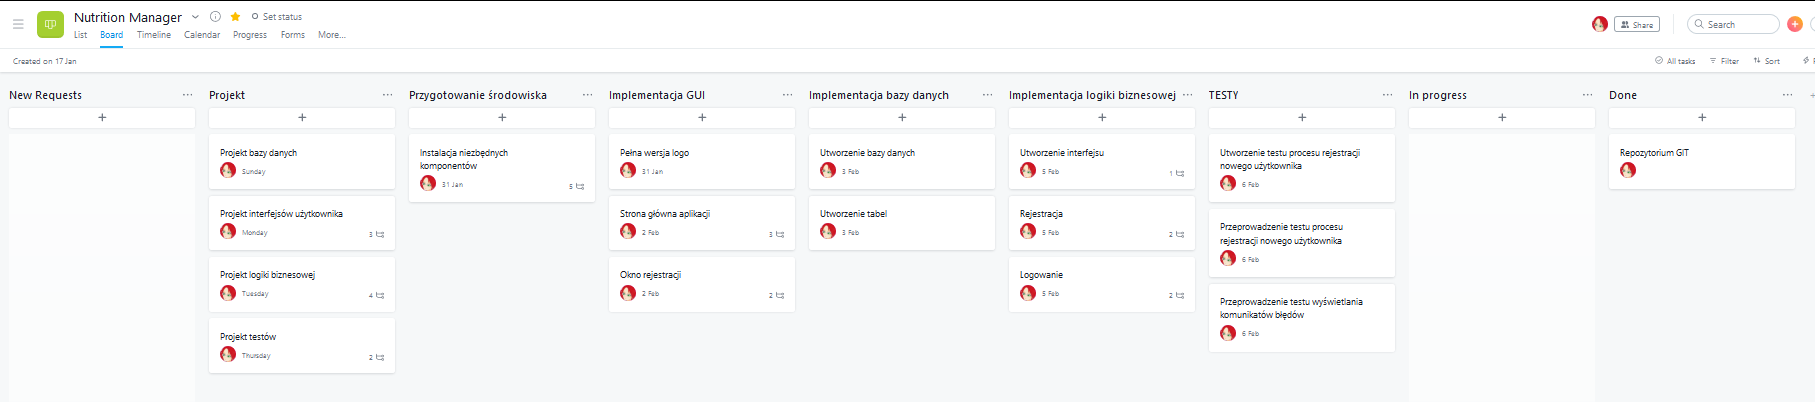 Nutrition Manager
Set status
List Board Timeline Calendar Progress Forms More...
Share
Search
Created on 17 Jan
All tasks Filter Sort
New Requests
Projekt
Projekt bazy danych
Sunday
Projekt interfejsów użytkownika
Monday
3
Projekt logiki biznesowej
Tuesday
4
Projekt testów
Thursday
2
Przygotowanie środowiska
Instalacja niezbędnych
komponentów
31 Jan
5
Implementacja GUI
Pełna wersja logo
31 Jan
Strona główna aplikacji
2 Feb
3
Okno rejestracji
2 Feb
2
Implementacja bazy danych
Utworzenie bazy danych
3 Feb
Utworzenie tabel
3 Feb
Implementacja logiki biznesowej
Utworzenie interfejsu
5 Feb
1
Rejestracja
5 Feb
2
Logowanie
5 Feb
2
TESTY
Utworzenie testu procesu rejestracji
nowego użytkownika
6 Feb
Przeprowadzenie testu procesu
rejestracji nowego użytkownika
6 Feb
Przeprowadzenie testu wyświetlania
komunikatów błędów
6 Feb
In progress
Done
Repozytorium GIT